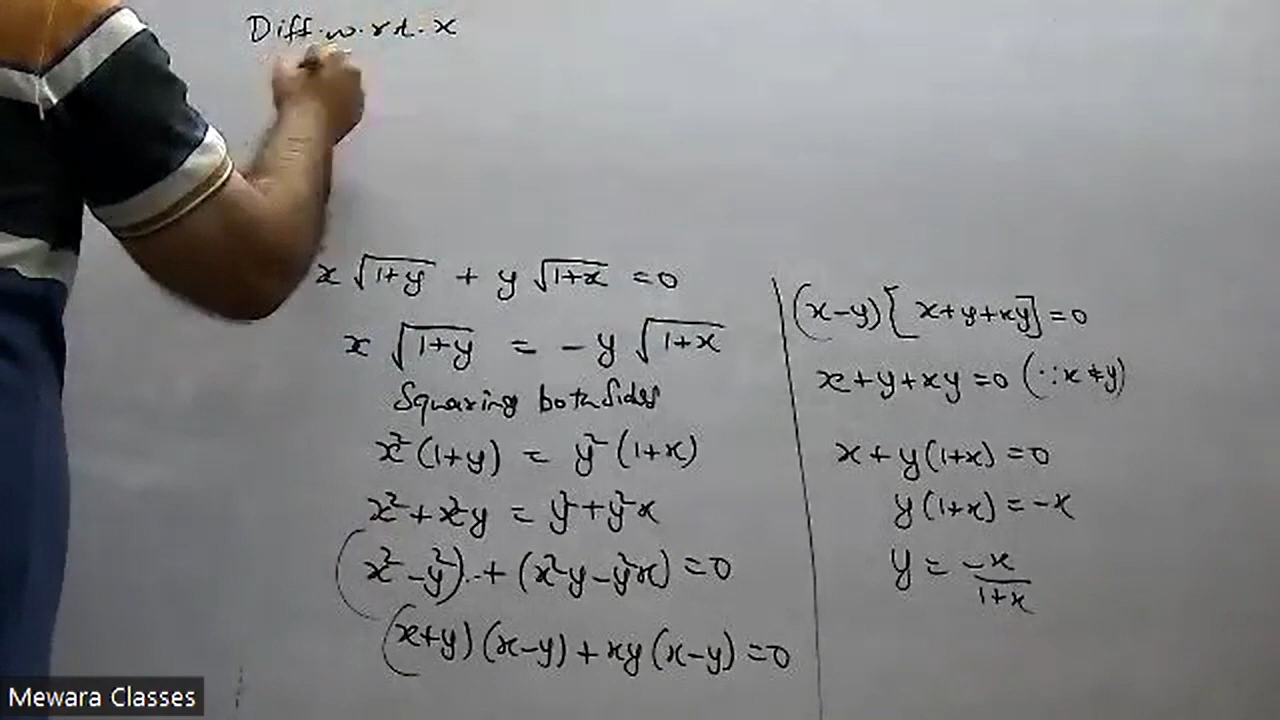 Diff. w.r.t. x
x √1+y + y √1+x = 0
x √1+y = -y √1+x
Squaring both sides
x²(1+y) = y²(1+x)
x²+x²y = y²+y²x
(x²-y²) + (x²y-y²x) = 0
(x+y)(x-y) + xy(x-y) = 0
(x-y)[x+y+xy] = 0
x+y+xy = 0 (∵ x≠y)
x+y(1+x) = 0
y(1+x) = -x
y = -x/1+x
Mewara Classes